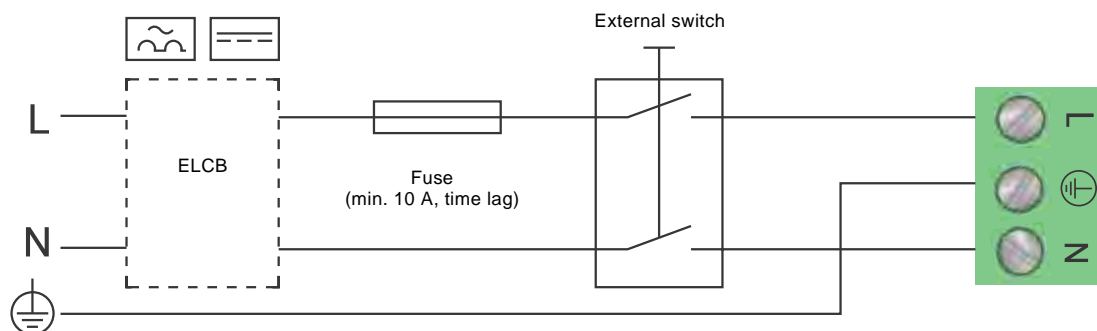 External switch
L
L
ELCB
Fuse
(min. 10 A, time lag)
N
N